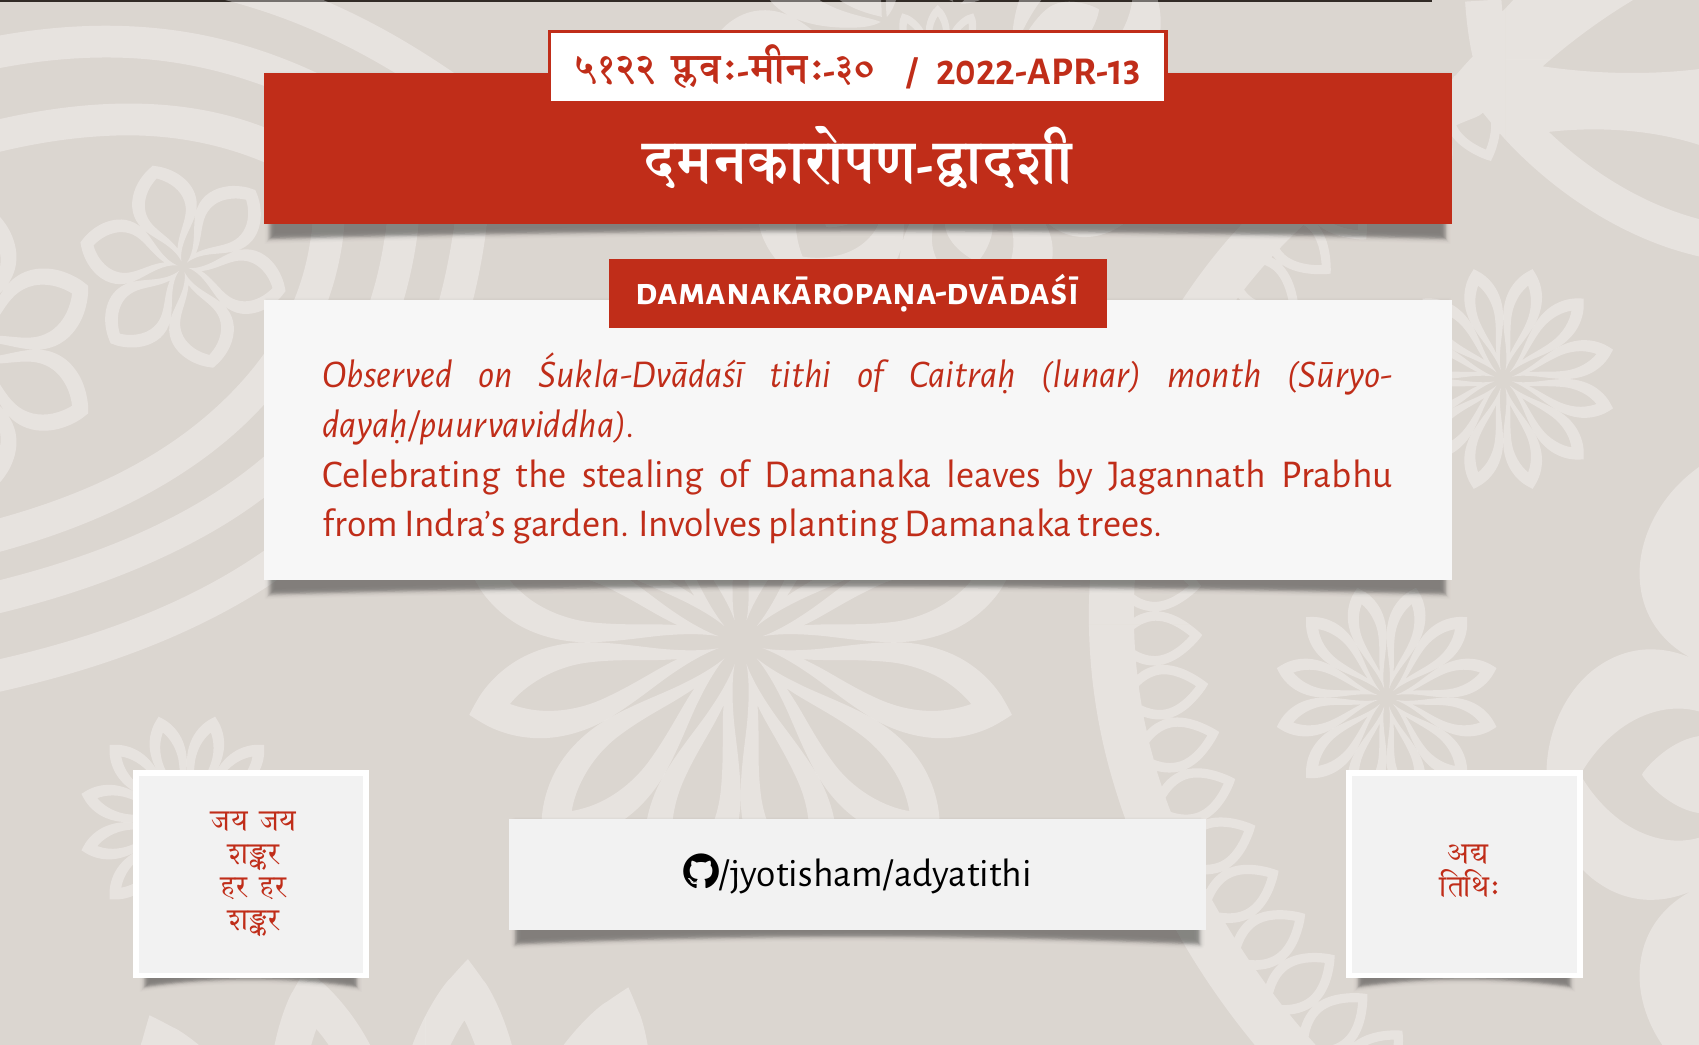 ५१२२ प्लवः-मीनः-३० / 2022-APR-13
दमनकारोपण-द्वादशी
DAMANAKĀROPAṆA-DVĀDAŚĪ
Observed on Śukla-Dvādaśī tithi of Caitraḥ (lunar) month (Sūryo-
dayaḥ/puurvaviddha).
Celebrating the stealing of Damanaka leaves by Jagannath Prabhu
from Indra’s garden. Involves planting Damanaka trees.
जय जय
शङ्कर
हर हर
शङ्कर
/jyotisham/adyatithi
अद्य
तिथिः